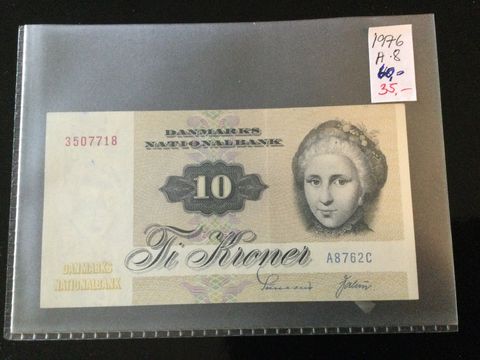 1976
A.8
60,-
35,-
3507718
DANMARKS
NATIONALBANK
10
Ti Kroner
A8762C
DANMARKS
NATIONALBANK